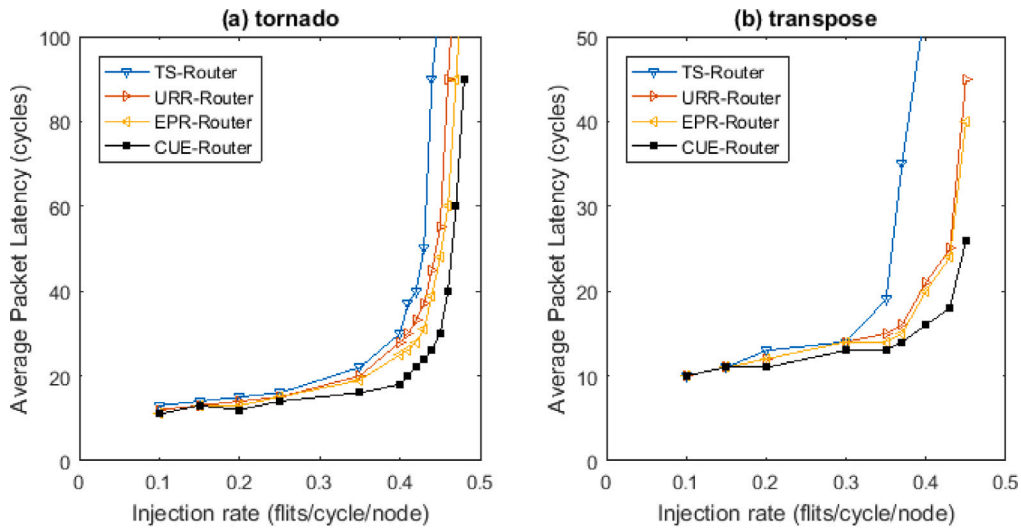 (a) tornado
Average Packet Latency (cycles)
100
80
60
40
20
0
TS-Router
URR-Router
EPR-Router
CUE-Router
0 0.1 0.2 0.3 0.4 0.5
Injection rate (flits/cycle/node)
(b) transpose
Average Packet Latency (cycles)
50
40
30
20
10
0
TS-Router
URR-Router
EPR-Router
CUE-Router
0 0.1 0.2 0.3 0.4 0.5
Injection rate (flits/cycle/node)